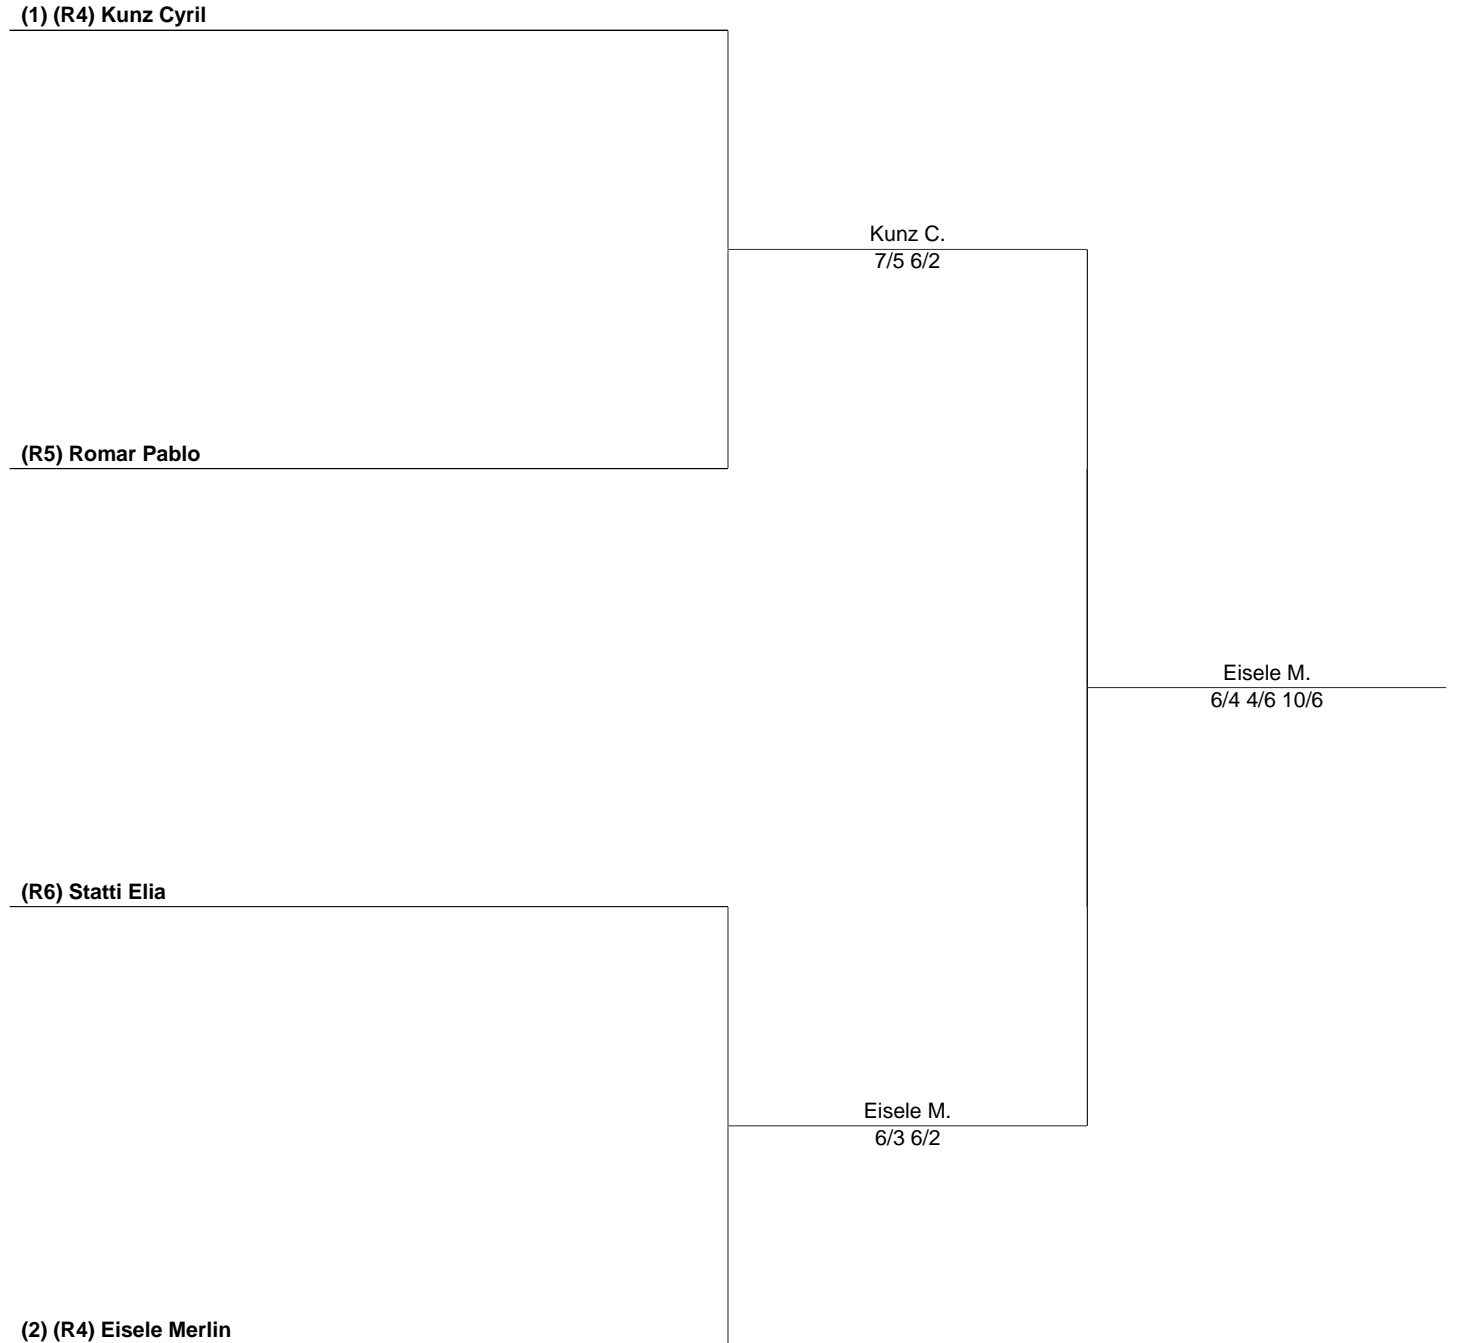 (1) (R4) Kunz Cyril
Kunz C.
7/5 6/2
(R5) Romar Pablo
Eisele M.
6/4 4/6 10/6
(R6) Statti Elia
Eisele M.
6/3 6/2
(2) (R4) Eisele Merlin